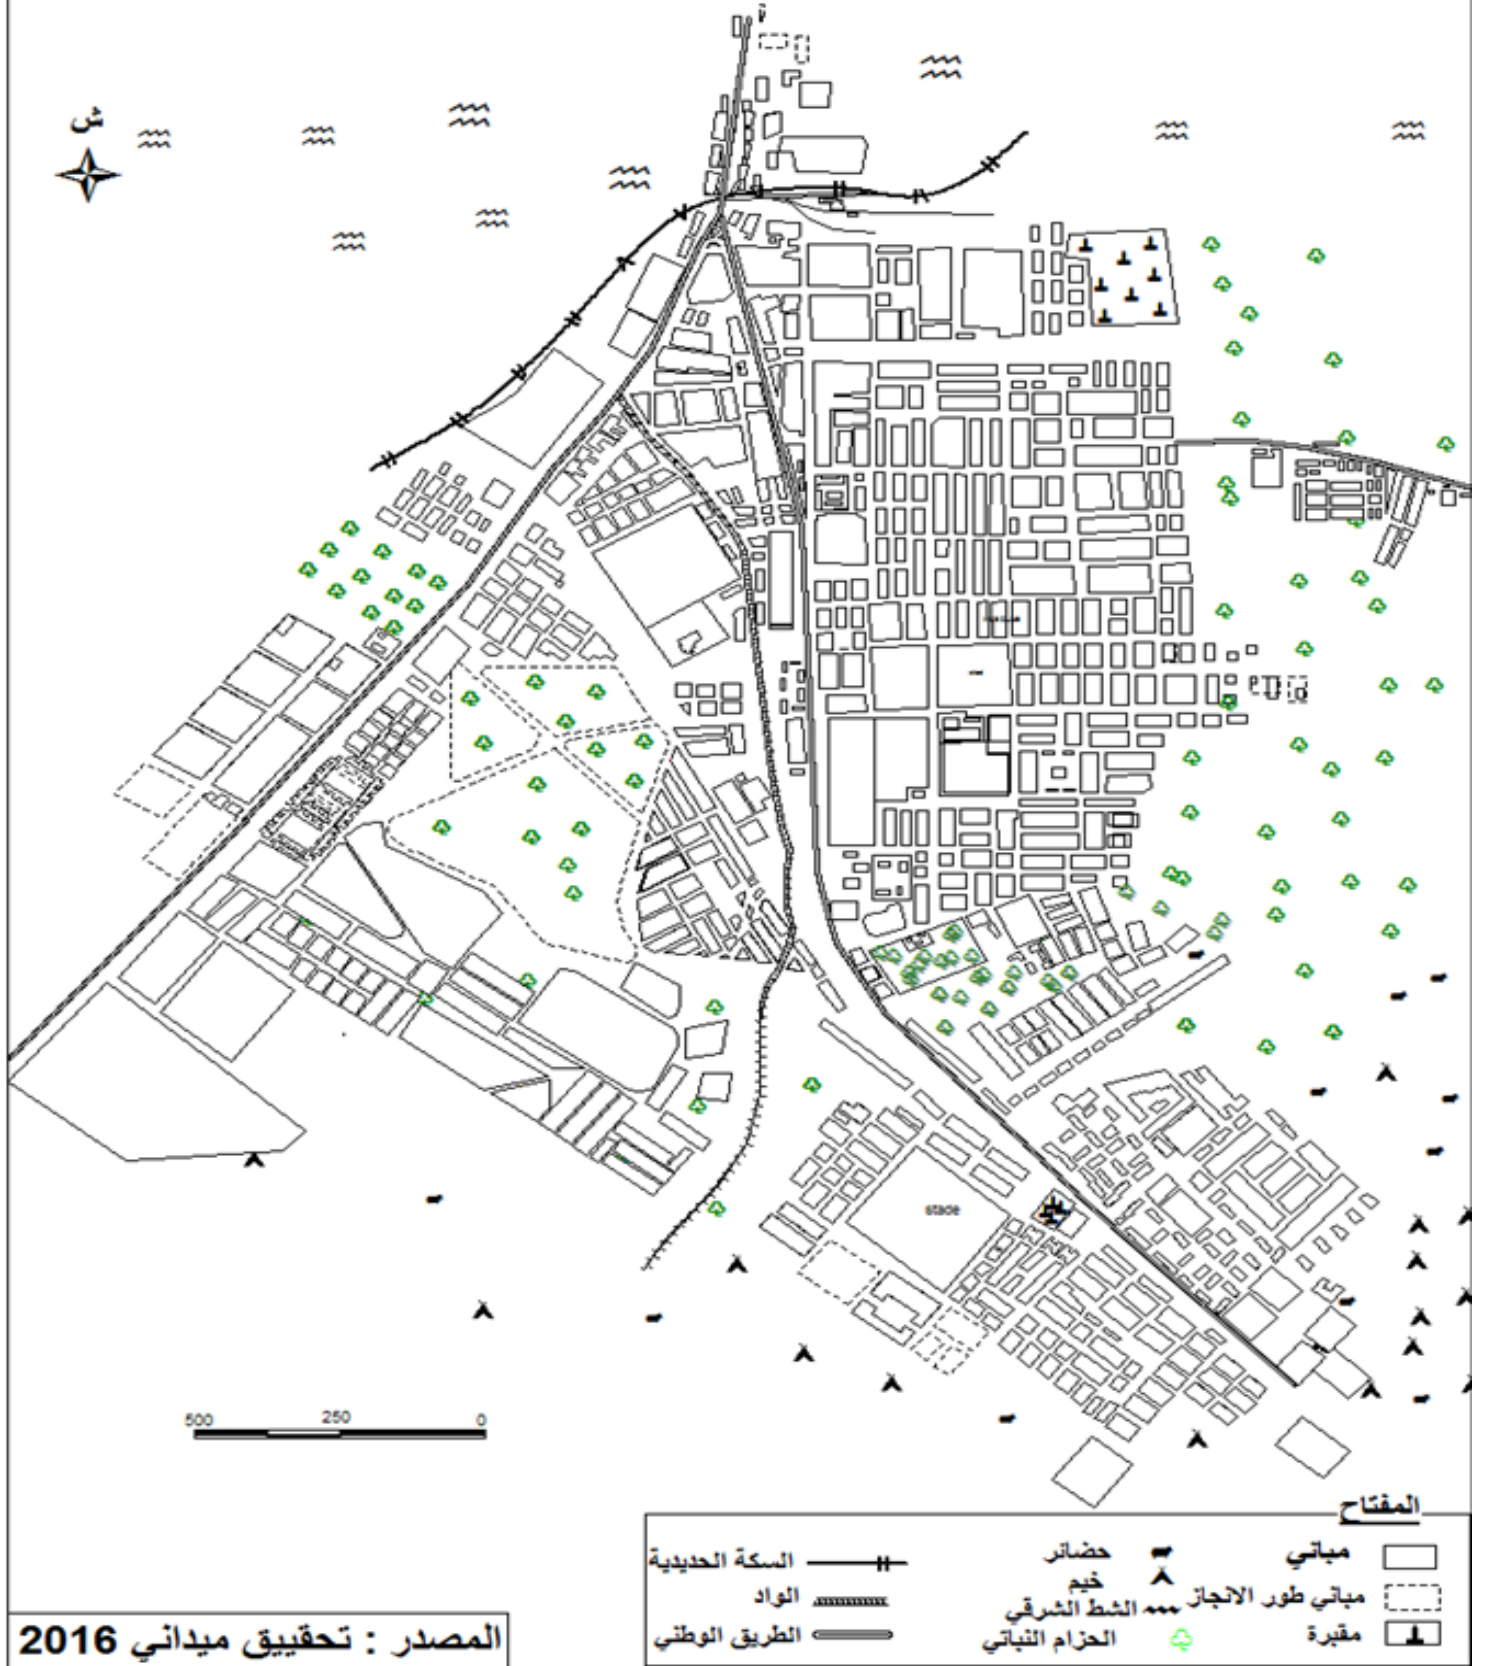 ش
stade
500 250 0
المفتاح
مباني
مباني طور الانجاز
مقبرة
حضائر
خيم
الشط الشرقي
الحزام النباتي
السكة الحديدية
الواد
الطريق الوطني
المصدر : تحقييق ميداني 2016